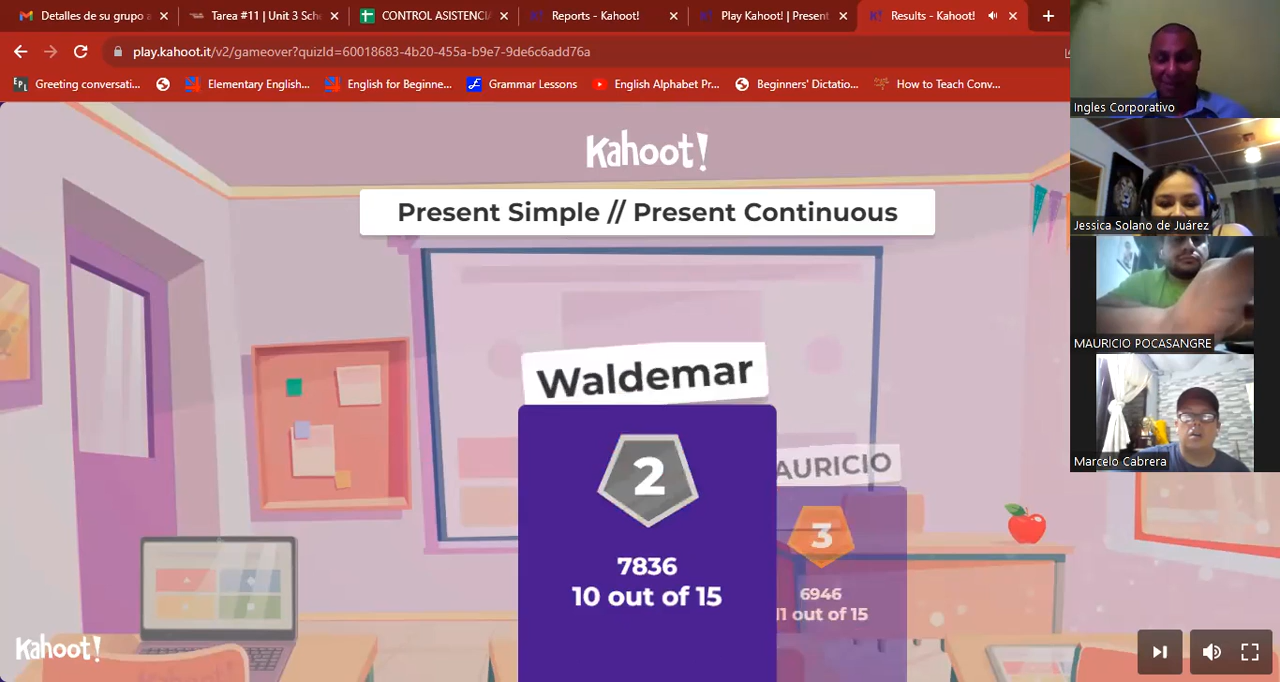 Detalles de su grupo a
Tarea #11 | Unit 3 Sche
CONTROL ASISTENCIA
Reports - Kahoot!
Play Kahoot! | Present
Results - Kahoot!
play.kahoot.it/v2/gameover?quizId=60018683-4b20-455a-b9e7-9de6c6add76a
EPL
Greeting conversati...
Elementary English...
English for Beginne...
Grammar Lessons
English Alphabet Pr...
Beginners' Dictatio...
How to Teach Conv...
Kahoot!
Present Simple // Present Continuous
Waldemar
2
7836
10 out of 15
AURICIO
3
6946
11 out of 15
Kahoot!
Ingles Corporativo
Jessica Solano de Juárez
MAURICIO POCASANGRE
Marcelo Cabrera